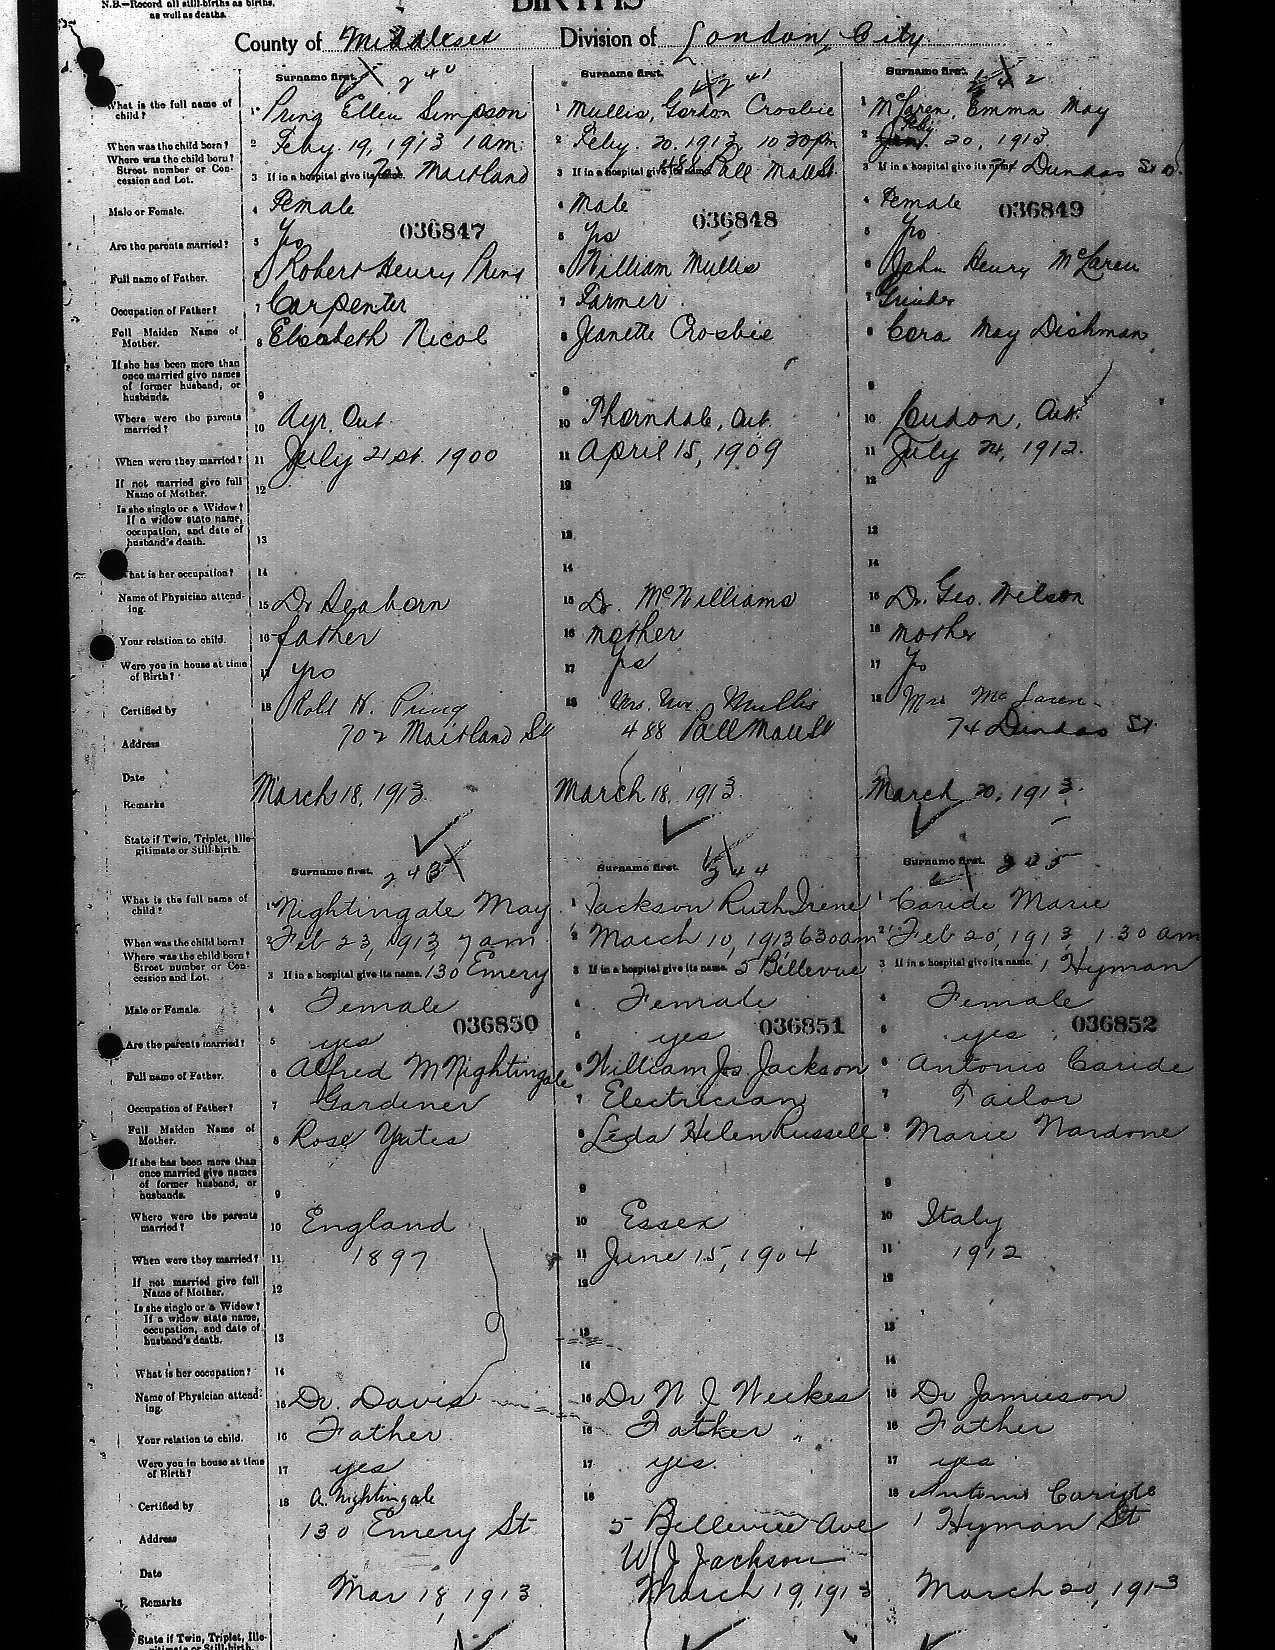 N.B.—Record all still-births as births,
as well as deaths.
BIRTHS
County of Middlesex Division of London, City
Surname first. 240
What is the full name of child? 1 Pring Ellen Simpson
When was the child born? 2 Feby. 19, 1913 1 am.
Where was the child born? Street number or Concession and Lot. 3 If in a hospital give its name. 702 Maitland
Male or Female. 4 Female
036847
Are the parents married? 5 Yes
Full name of Father. 6 Robert Henry Pring
Occupation of Father? 7 Carpenter
Full Maiden Name of Mother. 8 Elisabeth Nicol
If she has been more than once married give names of former husband, or husbands. 9
Where were the parents married? 10 Ayr, Ont.
When were they married? 11 July 21st. 1900
If not married give full Name of Mother. 12
Is she single or a Widow? If a widow state name, occupation, and date of husband's death. 13
What is her occupation? 14
Name of Physician attending. 15 Dr Seaborn
Your relation to child. 16 father
Were you in house at time of Birth? 17 yes
Certified by 18 Robt H. Pring
Address 702 Maitland St
Date
Remarks March 18, 1913.
State if Twin, Triplet, Illegitimate or Still-birth.
Surname first. 241
1 Mullis, Gordon Crosbie
2 Feby. 20, 1913, 10 30 pm
3 If in a hospital give its name. 488 Pall Mall St.
4 Male
036848
5 yes
6 William Mullis
7 Farmer.
8 Jeanette Crosbie
9
10 Thorndale, Ont.
11 April 15, 1909
12
13
14
15 Dr. McWilliams
16 mother
17 Yes
18 Mrs. Wm. Mullis
488 Pall Mall St
March 18, 1913.
Surname first. 242
1 McLaren, Emma May
2 Feby. 20, 1913.
3 If in a hospital give its name. 74 Dundas St W.
4 Female
036849
5 Yes
6 John Henry McLaren
7 Grinder
8 Cora May Dishman
9
10 London, Ont.
11 July 24, 1912.
12
13
14
15 Dr. Geo. Wilson
16 mother
17 Yes
18 Mrs McLaren
74 Dundas St
March 20, 1913.
Surname first. 243
What is the full name of child? 1 Nightingale May
When was the child born? 2 Feb 23, 1913, 7 am
Where was the child born? Street number or Concession and Lot. 3 If in a hospital give its name. 130 Emery
Male or Female. 4 Female
036850
Are the parents married? 5 yes
Full name of Father. 6 Alfred M Nightingale
Occupation of Father? 7 Gardener
Full Maiden Name of Mother. 8 Rose Yates
If she has been more than once married give names of former husband, or husbands. 9
Where were the parents married? 10 England
When were they married? 11 1897
If not married give full Name of Mother. 12
Is she single or a Widow? If a widow state name, occupation, and date of husband's death. 13
What is her occupation? 14
Name of Physician attending. 15 Dr. Davis
Your relation to child. 16 Father
Were you in house at time of Birth? 17 yes
Certified by 18 A. Nightingale
Address 130 Emery St
Date
Remarks Mar 18, 1913.
State if Twin, Triplet, Illegitimate or Still-birth.
Surname first. 244
1 Jackson Ruth Irene
2 March 10, 1913 6 30 am
3 If in a hospital give its name. 5 Bellevue
4 Female
036851
5 yes
6 William Jos. Jackson
7 Electrician
8 Leda Helen Russell
9
10 Essex
11 June 15, 1904
12
13
14
15 Dr W J Weekes
16 Father
17 yes.
18
5 Bellevue Ave
W J Jackson
March 19, 1913
Surname first. 245
1 Caride Marie
2 Feb 20, 1913, 1 30 am
3 If in a hospital give its name. 1 Hyman
4 Female
036852
5 yes
6 Antonio Caride
7 Tailor
8 Marie Nardone
9
10 Italy
11 1912
12
13
14
15 Dr Jamieson
16 Father
17 yes
18 Antonio Caride
1 Hyman St
March 20, 1913